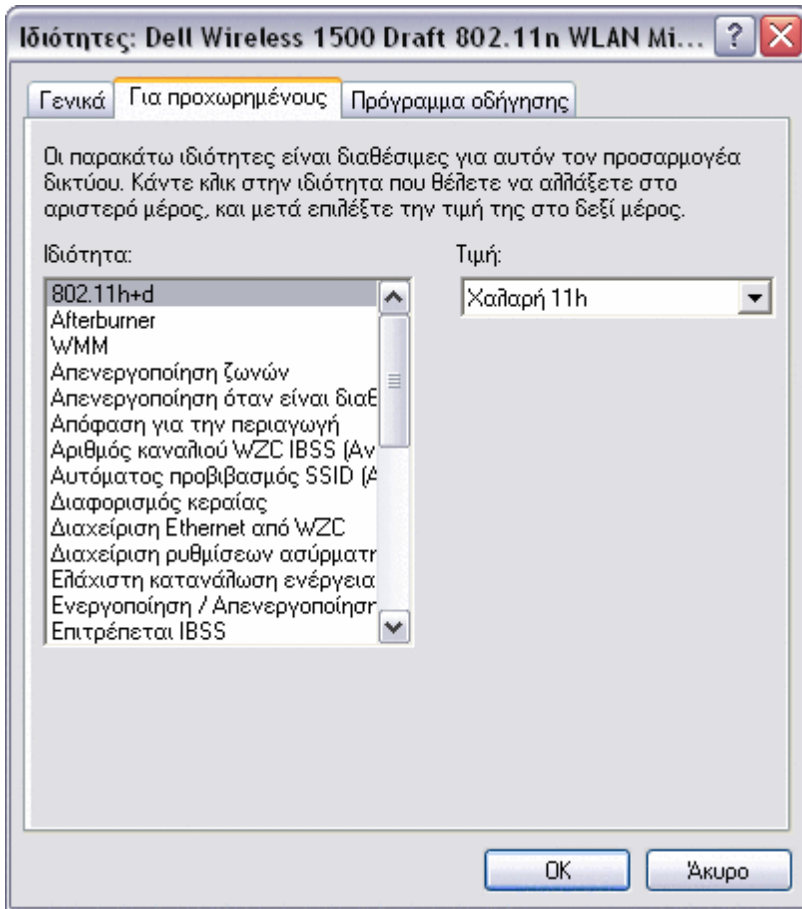 Ιδιότητες: Dell Wireless 1500 Draft 802.11n WLAN Mi...
Γενικά
Για προχωρημένους
Πρόγραμμα οδήγησης
Οι παρακάτω ιδιότητες είναι διαθέσιμες για αυτόν τον προσαρμογέα
δικτύου. Κάντε κλικ στην ιδιότητα που θέλετε να αλλάξετε στο
αριστερό μέρος, και μετά επιλέξτε την τιμή της στο δεξί μέρος.
Ιδιότητα:
802.11h+d
Afterburner
WMM
Απενεργοποίηση ζωνών
Απενεργοποίηση όταν είναι διαθ
Απόφαση για την περιαγωγή
Αριθμός καναλιού WZC IBSS (Αν
Αυτόματος προβιβασμός SSID (Α
Διαφορισμός κεραίας
Διαχείριση Ethernet από WZC
Διαχείριση ρυθμίσεων ασύρματη
Ελάχιστη κατανάλωση ενέργεια
Ενεργοποίηση / Απενεργοποίηση
Επιτρέπεται IBSS
Τιμή:
Χαλαρή 11h
OK
Άκυρο